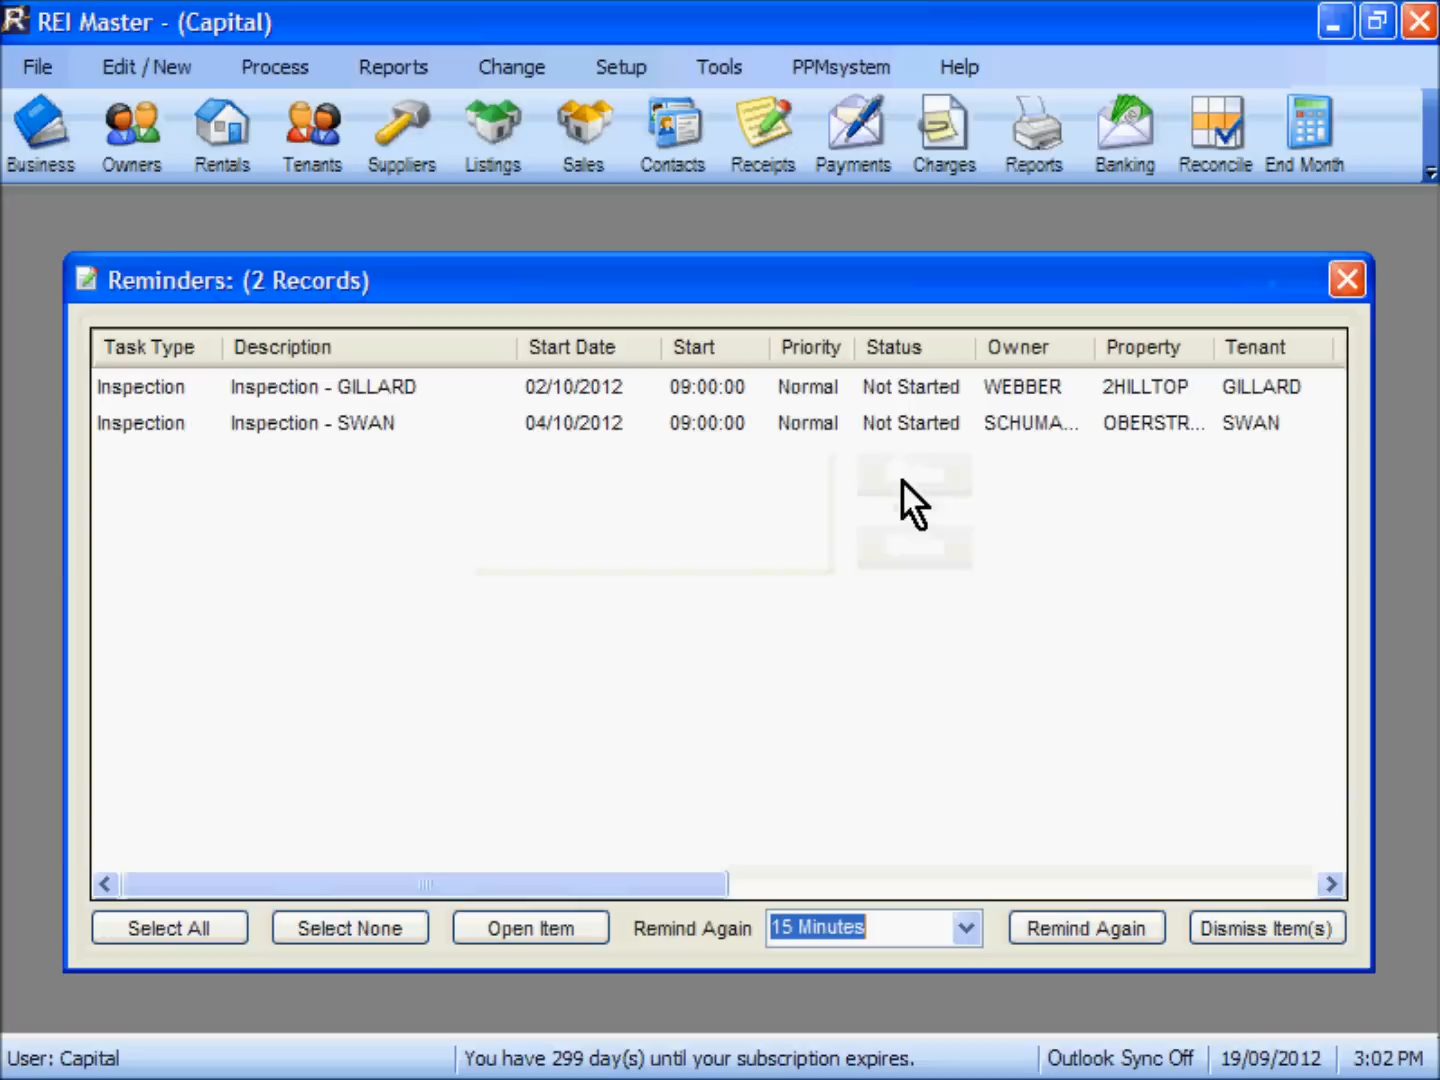 REI Master - (Capital)
File Edit / New Process Reports Change Setup Tools PPMsystem Help
Business Owners Rentals Tenants Suppliers Listings Sales Contacts Receipts Payments Charges Reports Banking Reconcile End Month
Reminders: (2 Records)
Task Type Description Start Date Start Priority Status Owner Property Tenant
Inspection Inspection - GILLARD 02/10/2012 09:00:00 Normal Not Started WEBBER 2HILLTOP GILLARD
Inspection Inspection - SWAN 04/10/2012 09:00:00 Normal Not Started SCHUMA... OBERSTR... SWAN
Select All Select None Open Item Remind Again 15 Minutes Remind Again Dismiss Item(s)
User: Capital You have 299 day(s) until your subscription expires. Outlook Sync Off 19/09/2012 3:02 PM